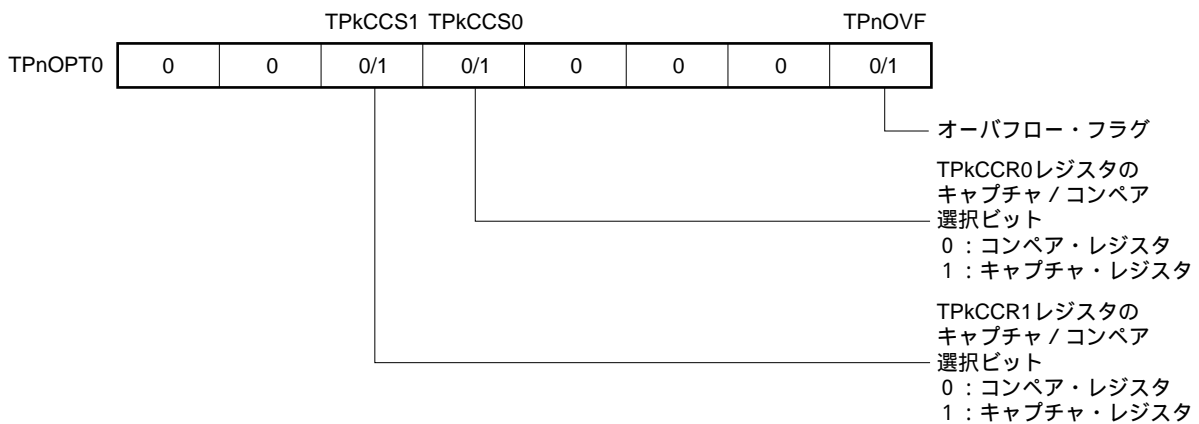 TPkCCS1 TPkCCS0 TPnOVF
TPnOPT0 0 0 0/1 0/1 0 0 0 0/1
オーバフロー・フラグ
TPkCCR0レジスタの
キャプチャ／コンペア
選択ビット
0：コンペア・レジスタ
1：キャプチャ・レジスタ
TPkCCR1レジスタの
キャプチャ／コンペア
選択ビット
0：コンペア・レジスタ
1：キャプチャ・レジスタ